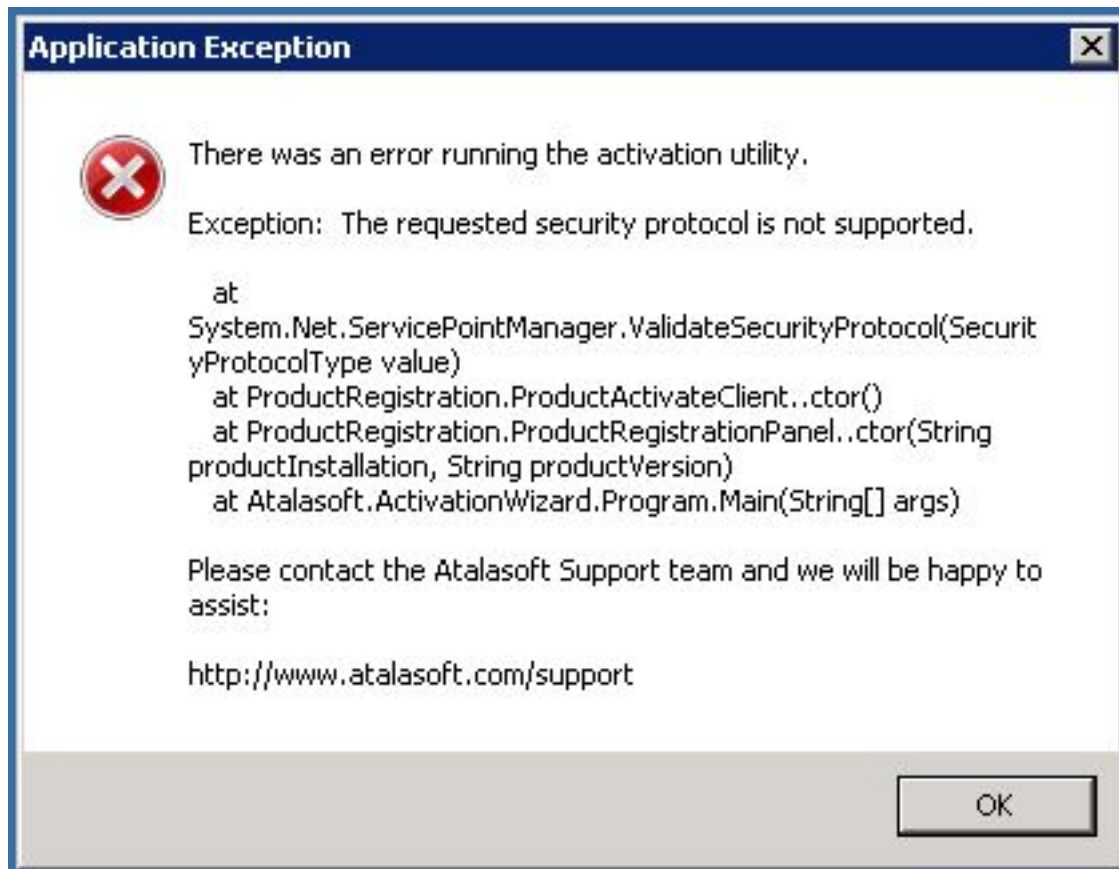 Application Exception
There was an error running the activation utility.
Exception:  The requested security protocol is not supported.
at
System.Net.ServicePointManager.ValidateSecurityProtocol(Securit
yProtocolType value)
at ProductRegistration.ProductActivateClient..ctor()
at ProductRegistration.ProductRegistrationPanel..ctor(String
productInstallation, String productVersion)
at Atalasoft.ActivationWizard.Program.Main(String[] args)
Please contact the Atalasoft Support team and we will be happy to
assist:
http://www.atalasoft.com/support
OK